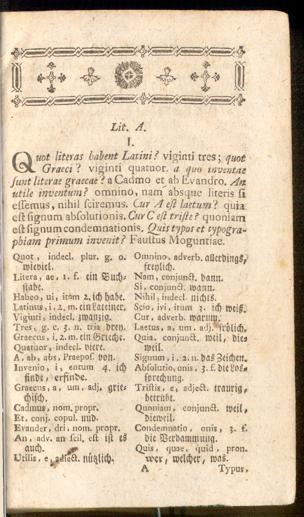 Lit. A.
I.
Quot literas habent Latini? viginti tres; quot
Graeci? viginti quatuor. a quo inventae
sunt literae graecae? a Cadmo et ab Evandro. An
utile inventum? omnino, nam absque literis si
essemus, nihil sciremus. Cur A est laetum? quia
est signum absolutionis. Cur C est triste? quoniam
est signum condemnationis. Quis typos et typogra-
phiam primum invenit? Faustus Moguntiae.
Quot, indecl. plur. g. o.
wieviel.
Litera, ae, 1. f. ein Buch-
stabe.
Habeo, ui, itum 2. ich habe.
Latinus, i, 2. m. ein Lateiner.
Viginti, indecl. zwanzig.
Tres, g. c. 3. n. tria drey.
Graecus, i, 2. m. ein Grieche.
Quatuor, indecl. viere.
A, ab, abs, Praepos. von.
Invenio, i, entum 4. ich
finde, erfinde.
Graecus, a, um, adj. grie-
chisch.
Cadmus, nom. propr.
Et, conj. copul. und.
Evander, dri, nom. propr.
An, adv. an scil. est ist es
auch.
Utilis, e, adject. nützlich.
Omnino, adverb. allerdings,
freylich.
Nam, conjunct. dann.
Si, conjunct. wann.
Nihil, indecl. nichts.
Scio, ivi, itum 3. ich weiß.
Cur, adverb. warum.
Laetus, a, um, adj. frölich.
Quia, conjunct. weil, die-
weil.
Signum, i. 2. n. das Zeichen.
Absolutio, onis, 3. f. die Los-
sprechung.
Tristis, e, adject. traurig,
betrübt.
Quoniam, conjunct. weil,
dieweil.
Condemnatio, onis, 3. f.
die Verdammung.
Quis, quae, quid, pron.
wer, welcher, was.
A Typus,